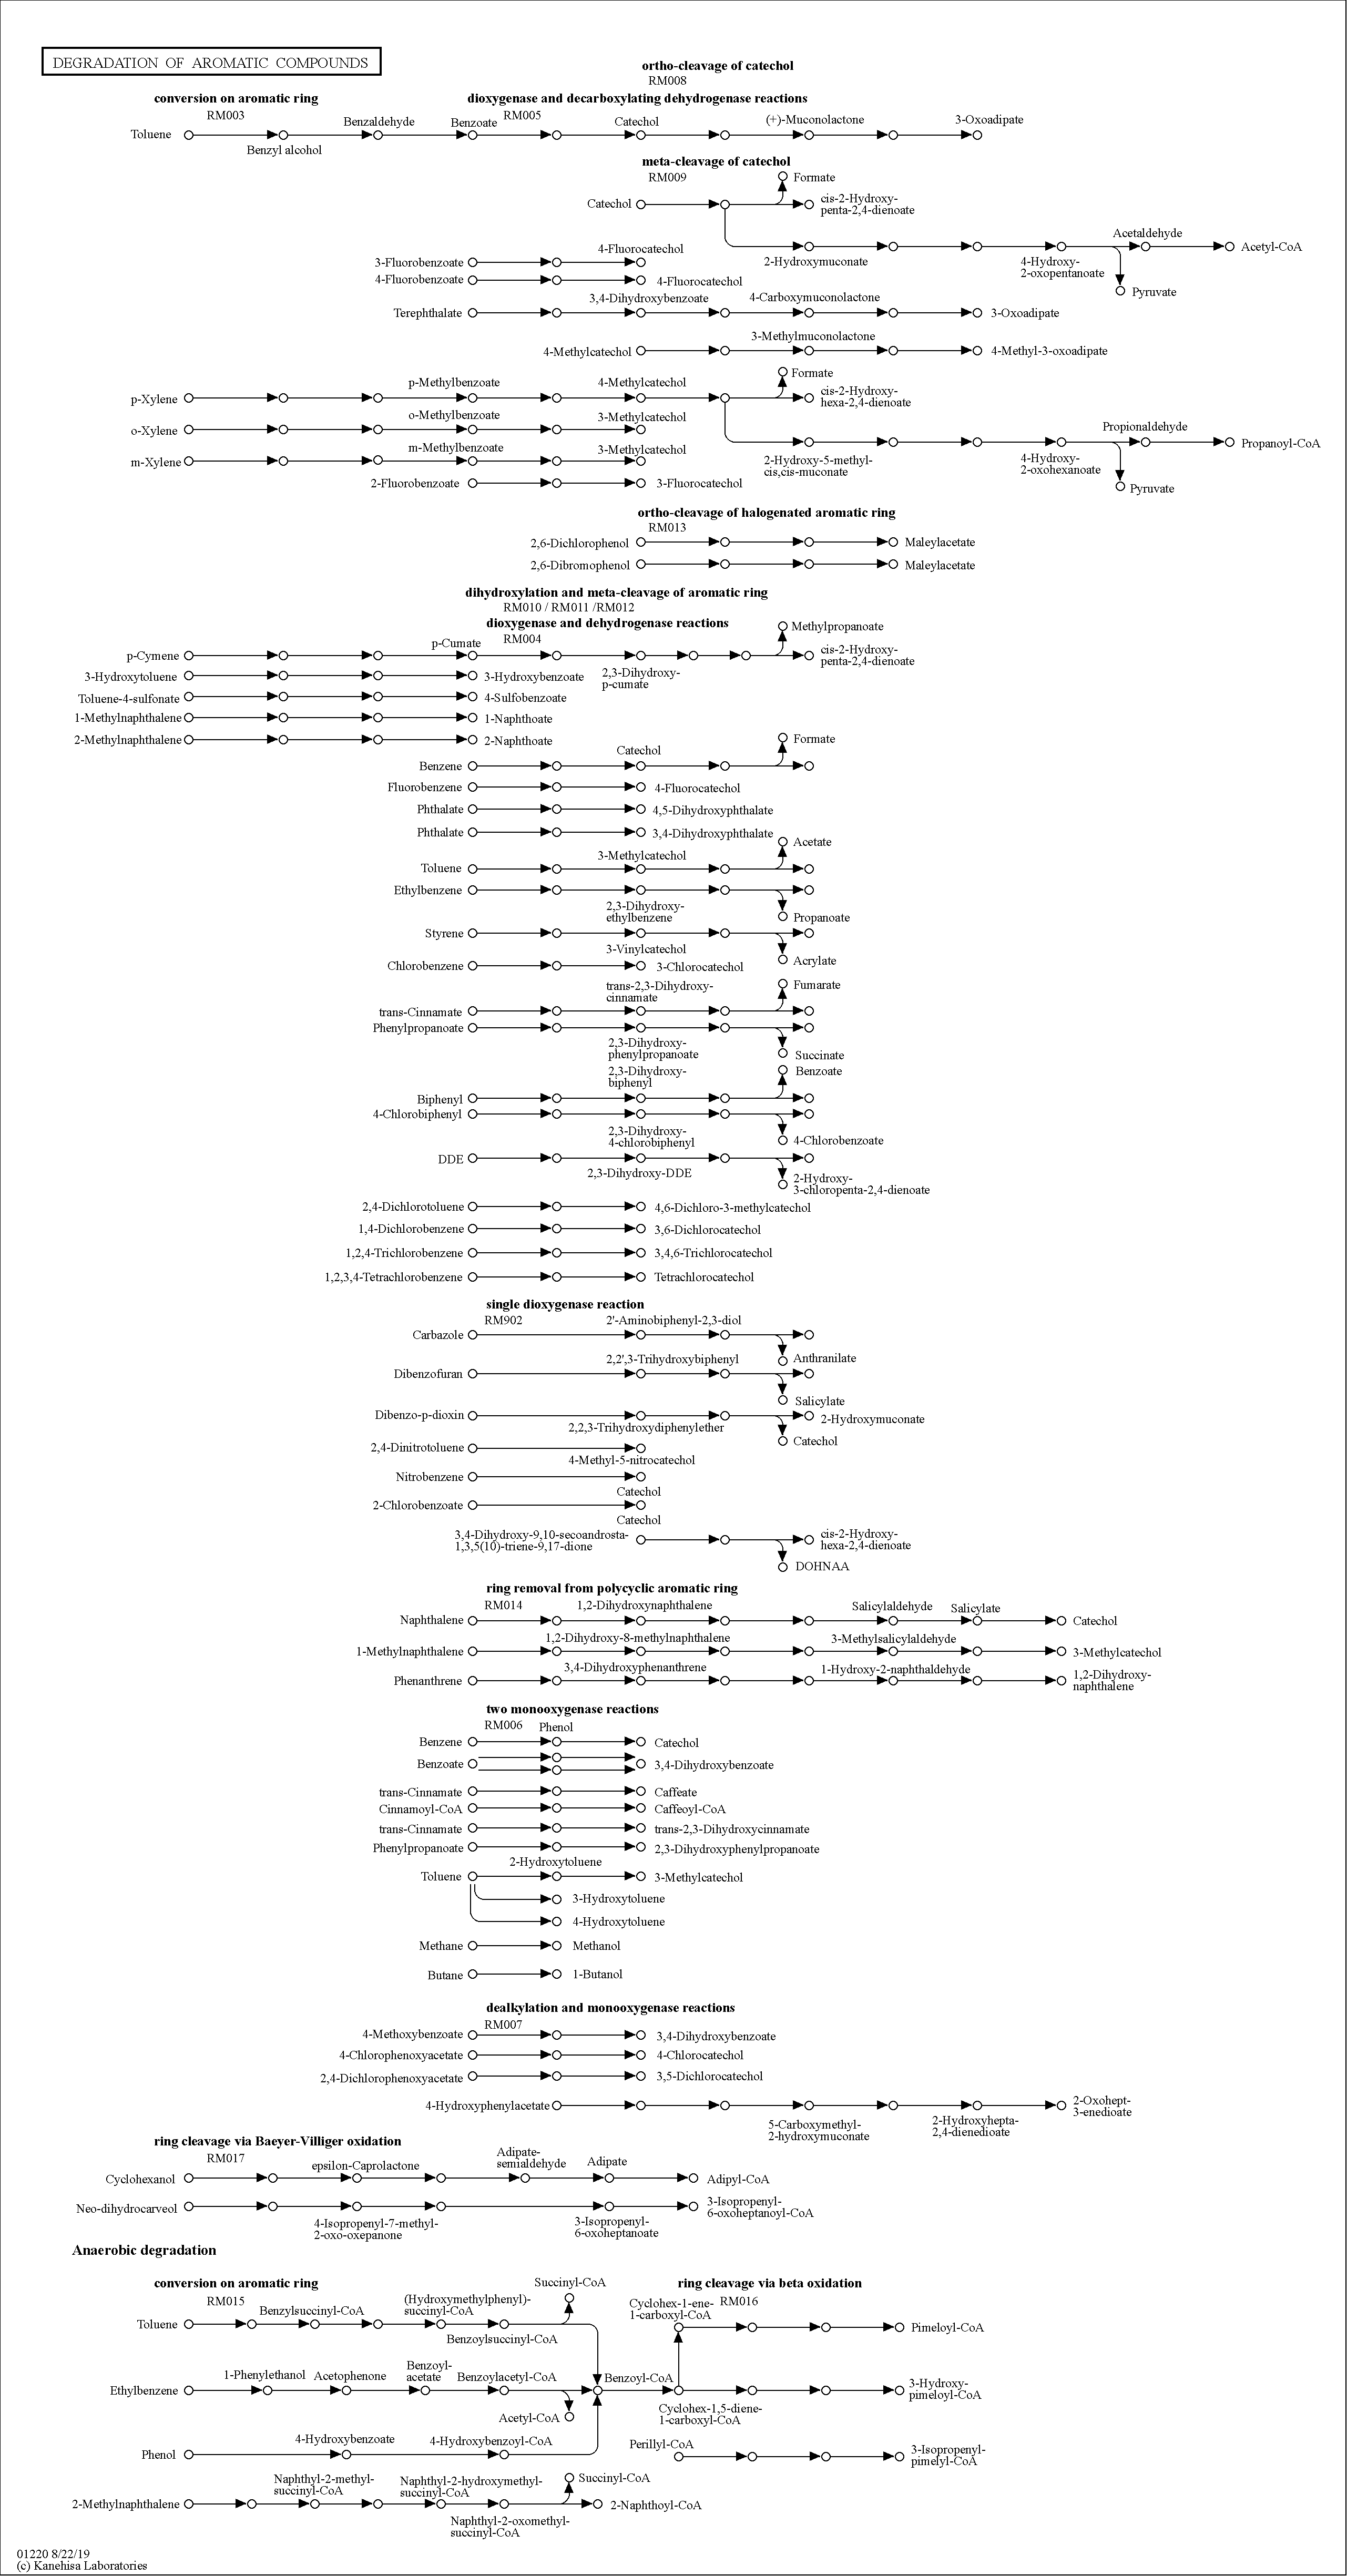 DEGRADATION OF AROMATIC COMPOUNDS
ortho-cleavage of catechol
RM008
conversion on aromatic ring
RM003
dioxygenase and decarboxylating dehydrogenase reactions
RM005
Toluene
Benzyl alcohol
Benzaldehyde
Benzoate
Catechol
(+)-Muconolactone
3-Oxoadipate
meta-cleavage of catechol
RM009
Catechol
Formate
cis-2-Hydroxy-
penta-2,4-dienoate
2-Hydroxymuconate
4-Hydroxy-
2-oxopentanoate
Acetaldehyde
Acetyl-CoA
Pyruvate
3-Fluorobenzoate
4-Fluorocatechol
4-Fluorobenzoate
4-Fluorocatechol
Terephthalate
3,4-Dihydroxybenzoate
4-Carboxymuconolactone
3-Oxoadipate
4-Methylcatechol
3-Methylmuconolactone
4-Methyl-3-oxoadipate
p-Xylene
p-Methylbenzoate
4-Methylcatechol
Formate
cis-2-Hydroxy-
hexa-2,4-dienoate
o-Xylene
o-Methylbenzoate
3-Methylcatechol
2-Hydroxy-5-methyl-
cis,cis-muconate
4-Hydroxy-
2-oxohexanoate
Propionaldehyde
Propanoyl-CoA
Pyruvate
m-Xylene
m-Methylbenzoate
3-Methylcatechol
2-Fluorobenzoate
3-Fluorocatechol
ortho-cleavage of halogenated aromatic ring
RM013
2,6-Dichlorophenol
Maleylacetate
2,6-Dibromophenol
Maleylacetate
dihydroxylation and meta-cleavage of aromatic ring
RM010 / RM011 /RM012
dioxygenase and dehydrogenase reactions
RM004
p-Cymene
p-Cumate
2,3-Dihydroxy-
p-cumate
Methylpropanoate
cis-2-Hydroxy-
penta-2,4-dienoate
3-Hydroxytoluene
3-Hydroxybenzoate
Toluene-4-sulfonate
4-Sulfobenzoate
1-Methylnaphthalene
1-Naphthoate
2-Methylnaphthalene
2-Naphthoate
Benzene
Catechol
Formate
Fluorobenzene
4-Fluorocatechol
Phthalate
4,5-Dihydroxyphthalate
Phthalate
3,4-Dihydroxyphthalate
Toluene
3-Methylcatechol
Acetate
Ethylbenzene
2,3-Dihydroxy-
ethylbenzene
Propanoate
Styrene
3-Vinylcatechol
Acrylate
Chlorobenzene
3-Chlorocatechol
trans-Cinnamate
trans-2,3-Dihydroxy-
cinnamate
Fumarate
Phenylpropanoate
2,3-Dihydroxy-
phenylpropanoate
Succinate
Biphenyl
2,3-Dihydroxy-
biphenyl
Benzoate
4-Chlorobiphenyl
2,3-Dihydroxy-
4-chlorobiphenyl
4-Chlorobenzoate
DDE
2,3-Dihydroxy-DDE
2-Hydroxy-
3-chloropenta-2,4-dienoate
2,4-Dichlorotoluene
4,6-Dichloro-3-methylcatechol
1,4-Dichlorobenzene
3,6-Dichlorocatechol
1,2,4-Trichlorobenzene
3,4,6-Trichlorocatechol
1,2,3,4-Tetrachlorobenzene
Tetrachlorocatechol
single dioxygenase reaction
RM902
Carbazole
2'-Aminobiphenyl-2,3-diol
Anthranilate
Dibenzofuran
2,2',3-Trihydroxybiphenyl
Salicylate
Dibenzo-p-dioxin
2,2,3-Trihydroxydiphenylether
2-Hydroxymuconate
Catechol
2,4-Dinitrotoluene
4-Methyl-5-nitrocatechol
Nitrobenzene
Catechol
2-Chlorobenzoate
Catechol
3,4-Dihydroxy-9,10-secoandrosta-
1,3,5(10)-triene-9,17-dione
cis-2-Hydroxy-
hexa-2,4-dienoate
DOHNAA
ring removal from polycyclic aromatic ring
RM014
Naphthalene
1,2-Dihydroxynaphthalene
Salicylaldehyde
Salicylate
Catechol
1-Methylnaphthalene
1,2-Dihydroxy-8-methylnaphthalene
3-Methylsalicylaldehyde
3-Methylcatechol
Phenanthrene
3,4-Dihydroxyphenanthrene
1-Hydroxy-2-naphthaldehyde
1,2-Dihydroxy-
naphthalene
two monooxygenase reactions
RM006
Benzene
Phenol
Catechol
Benzoate
3,4-Dihydroxybenzoate
trans-Cinnamate
Caffeate
Cinnamoyl-CoA
Caffeoyl-CoA
trans-Cinnamate
trans-2,3-Dihydroxycinnamate
Phenylpropanoate
2,3-Dihydroxyphenylpropanoate
Toluene
2-Hydroxytoluene
3-Methylcatechol
3-Hydroxytoluene
4-Hydroxytoluene
Methane
Methanol
Butane
1-Butanol
dealkylation and monooxygenase reactions
RM007
4-Methoxybenzoate
3,4-Dihydroxybenzoate
4-Chlorophenoxyacetate
4-Chlorocatechol
2,4-Dichlorophenoxyacetate
3,5-Dichlorocatechol
4-Hydroxyphenylacetate
5-Carboxymethyl-
2-hydroxymuconate
2-Hydroxyhepta-
2,4-dienedioate
2-Oxohept-
3-enedioate
ring cleavage via Baeyer-Villiger oxidation
RM017
Cyclohexanol
epsilon-Caprolactone
Adipate-
semialdehyde
Adipate
Adipyl-CoA
Neo-dihydrocarveol
4-Isopropenyl-7-methyl-
2-oxo-oxepanone
3-Isopropenyl-
6-oxoheptanoate
3-Isopropenyl-
6-oxoheptanoyl-CoA
Anaerobic degradation
conversion on aromatic ring
RM015
ring cleavage via beta oxidation
RM016
Toluene
Benzylsuccinyl-CoA
(Hydroxymethylphenyl)-
succinyl-CoA
Benzoylsuccinyl-CoA
Succinyl-CoA
Cyclohex-1-ene-
1-carboxyl-CoA
Pimeloyl-CoA
Ethylbenzene
1-Phenylethanol
Acetophenone
Benzoyl-
acetate
Benzoylacetyl-CoA
Acetyl-CoA
Benzoyl-CoA
Cyclohex-1,5-diene-
1-carboxyl-CoA
3-Hydroxy-
pimeloyl-CoA
Phenol
4-Hydroxybenzoate
4-Hydroxybenzoyl-CoA
Perillyl-CoA
3-Isopropenyl-
pimelyl-CoA
2-Methylnaphthalene
Naphthyl-2-methyl-
succinyl-CoA
Naphthyl-2-hydroxymethyl-
succinyl-CoA
Naphthyl-2-oxomethyl-
succinyl-CoA
Succinyl-CoA
2-Naphthoyl-CoA
01220 8/22/19
(c) Kanehisa Laboratories